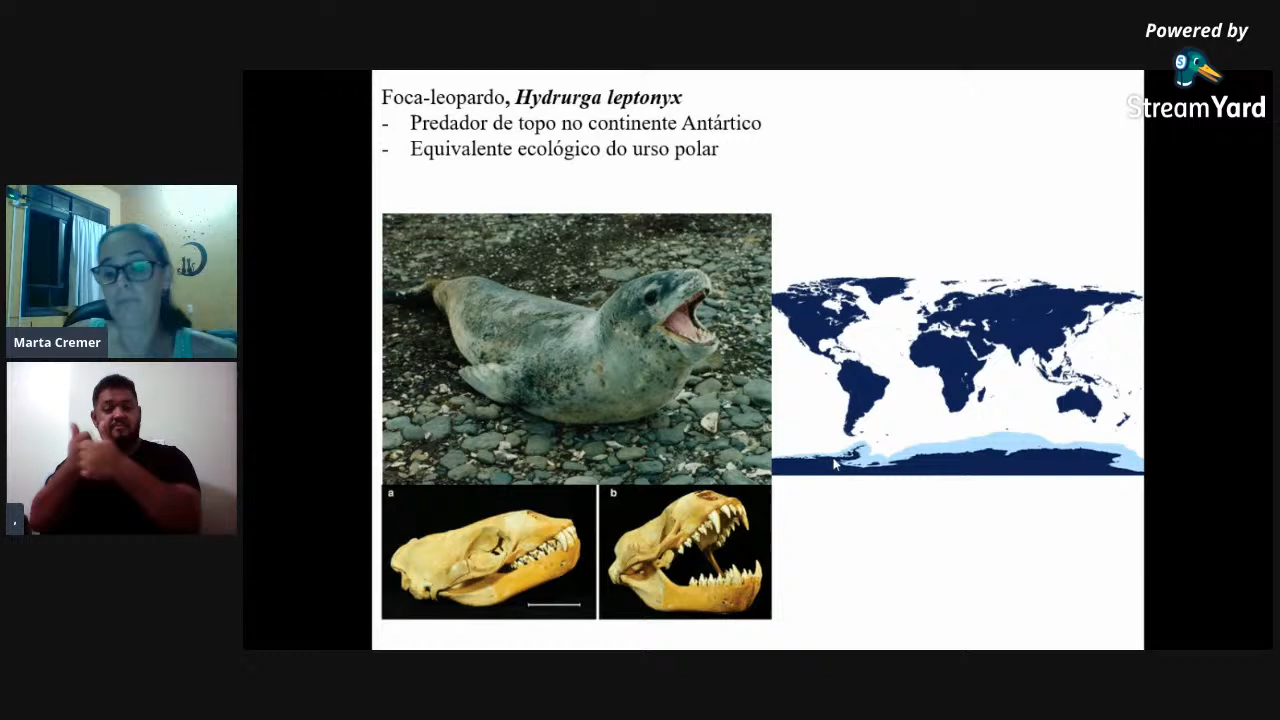 Powered by
StreamYard
Foca-leopardo, Hydrurga leptonyx
- Predador de topo no continente Antártico
- Equivalente ecológico do urso polar
Marta Cremer
,
a
b